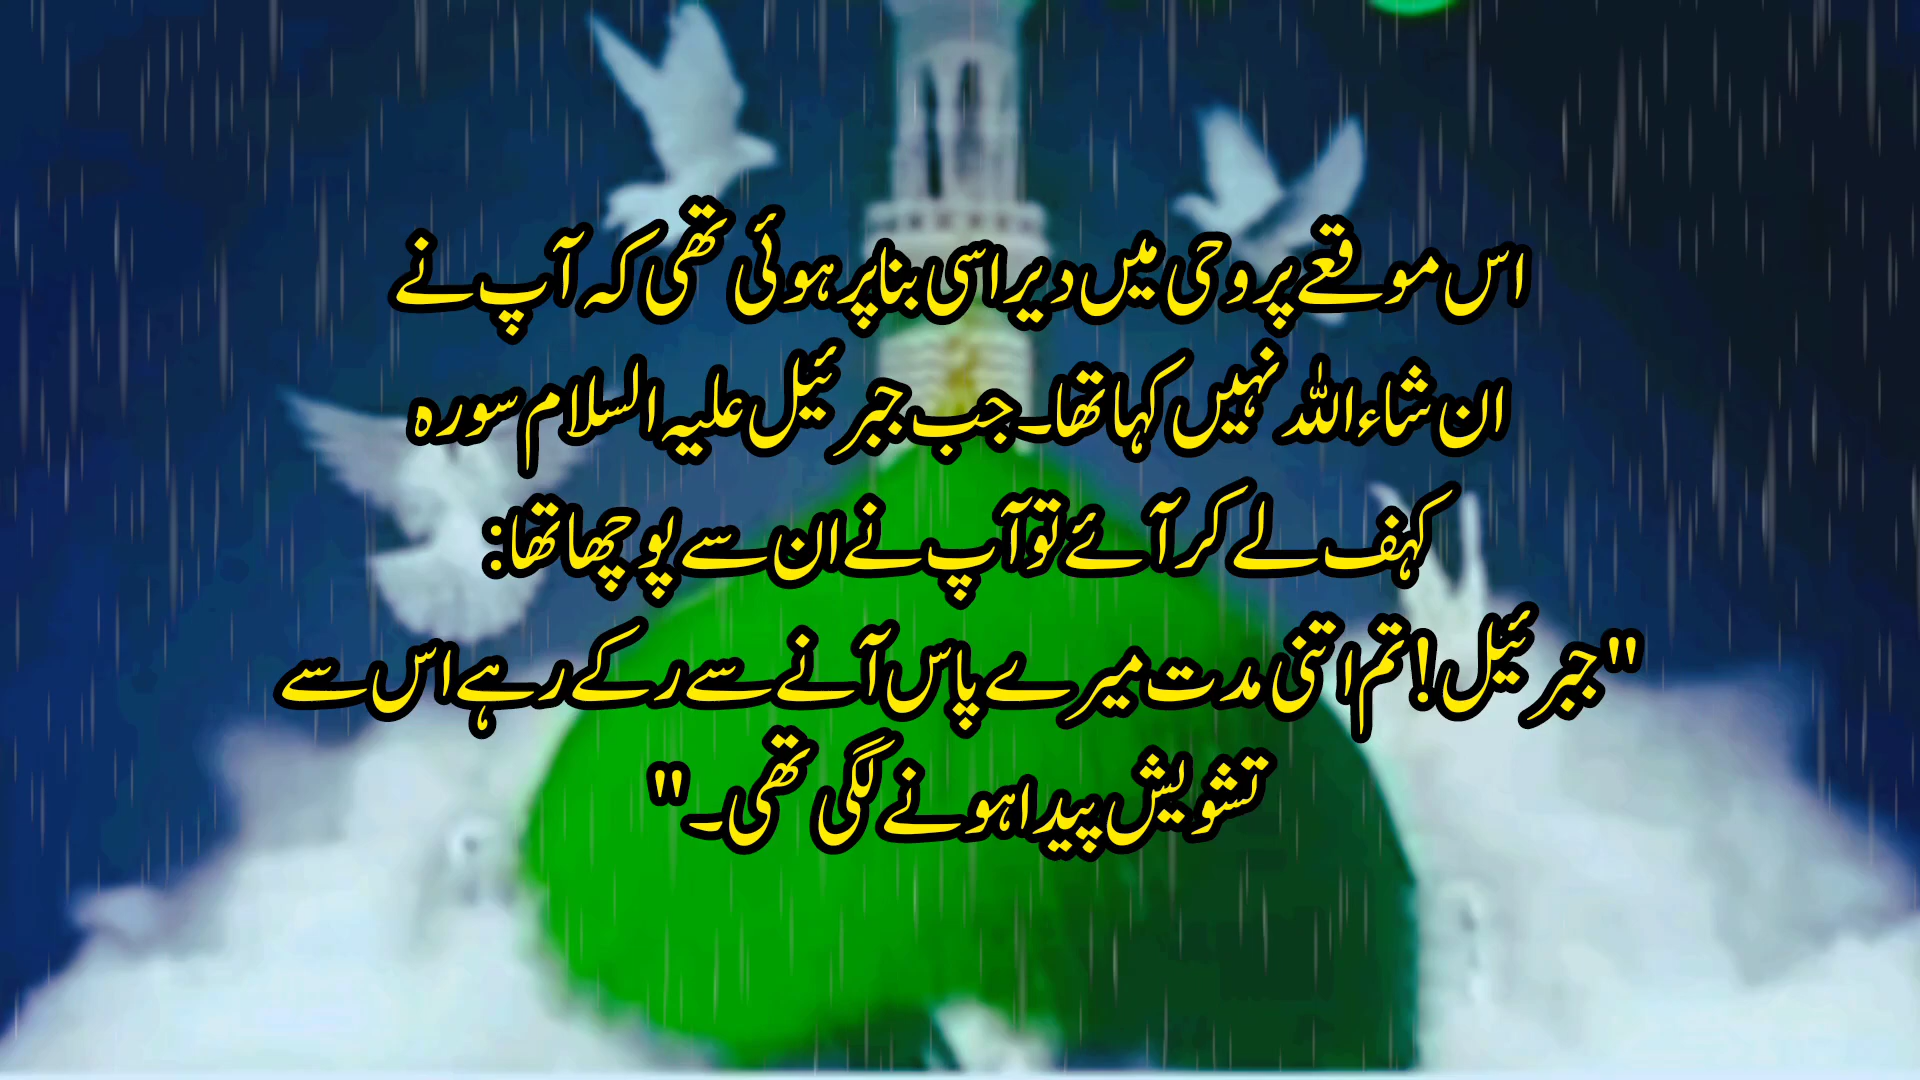 اس موقعے پر وحی میں دیر اسی بنا پر ہوئی تھی کہ آپ نے
ان شاء اللہ نہیں کہا تھا۔ جب جبرئیل علیہ السلام سورہ
کہف لے کر آئے تو آپ نے ان سے پوچھا تھا:
"جبرئیل! تم اتنی مدت میرے پاس آنے سے رکے رہے اس سے
تشویش پیدا ہونے لگی تھی۔"